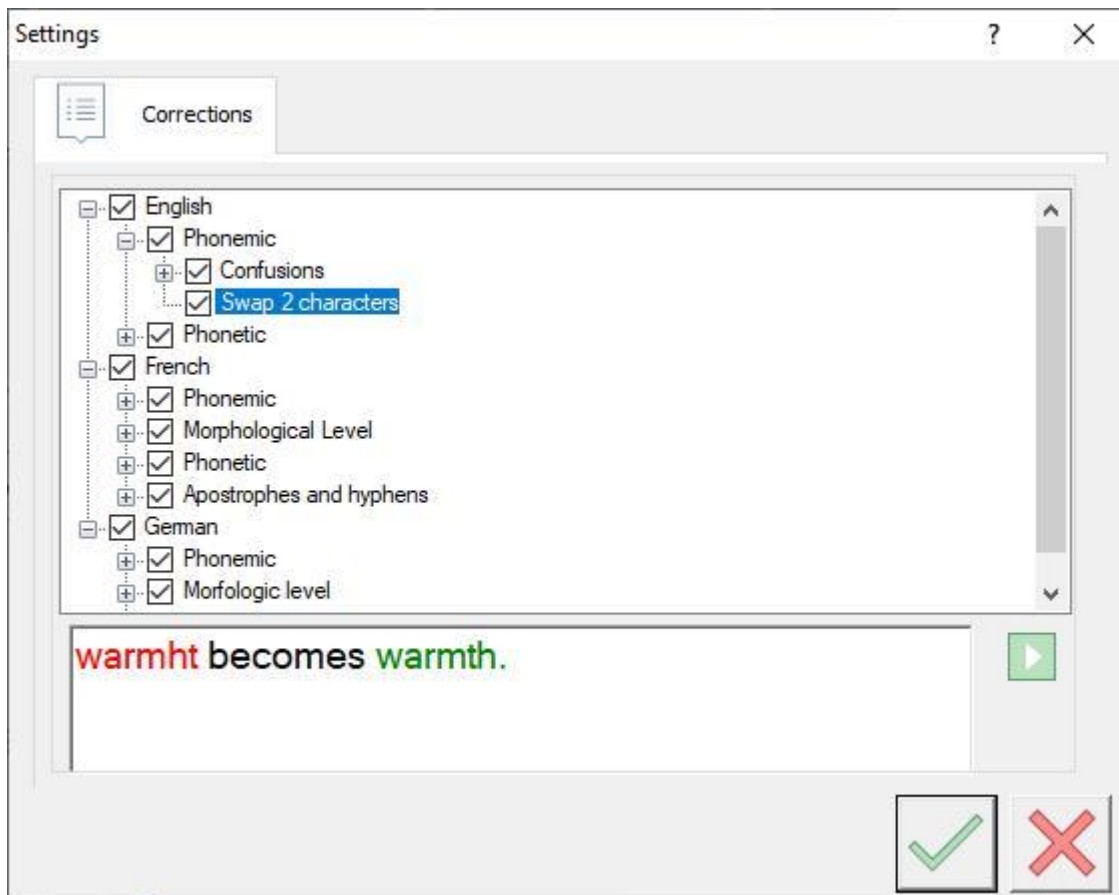 Settings ?
Corrections
English
Phonemic
Confusions
Swap 2 characters
Phonetic
French
Phonemic
Morphological Level
Phonetic
Apostrophes and hyphens
German
Phonemic
Morfologic level
warmht becomes warmth.